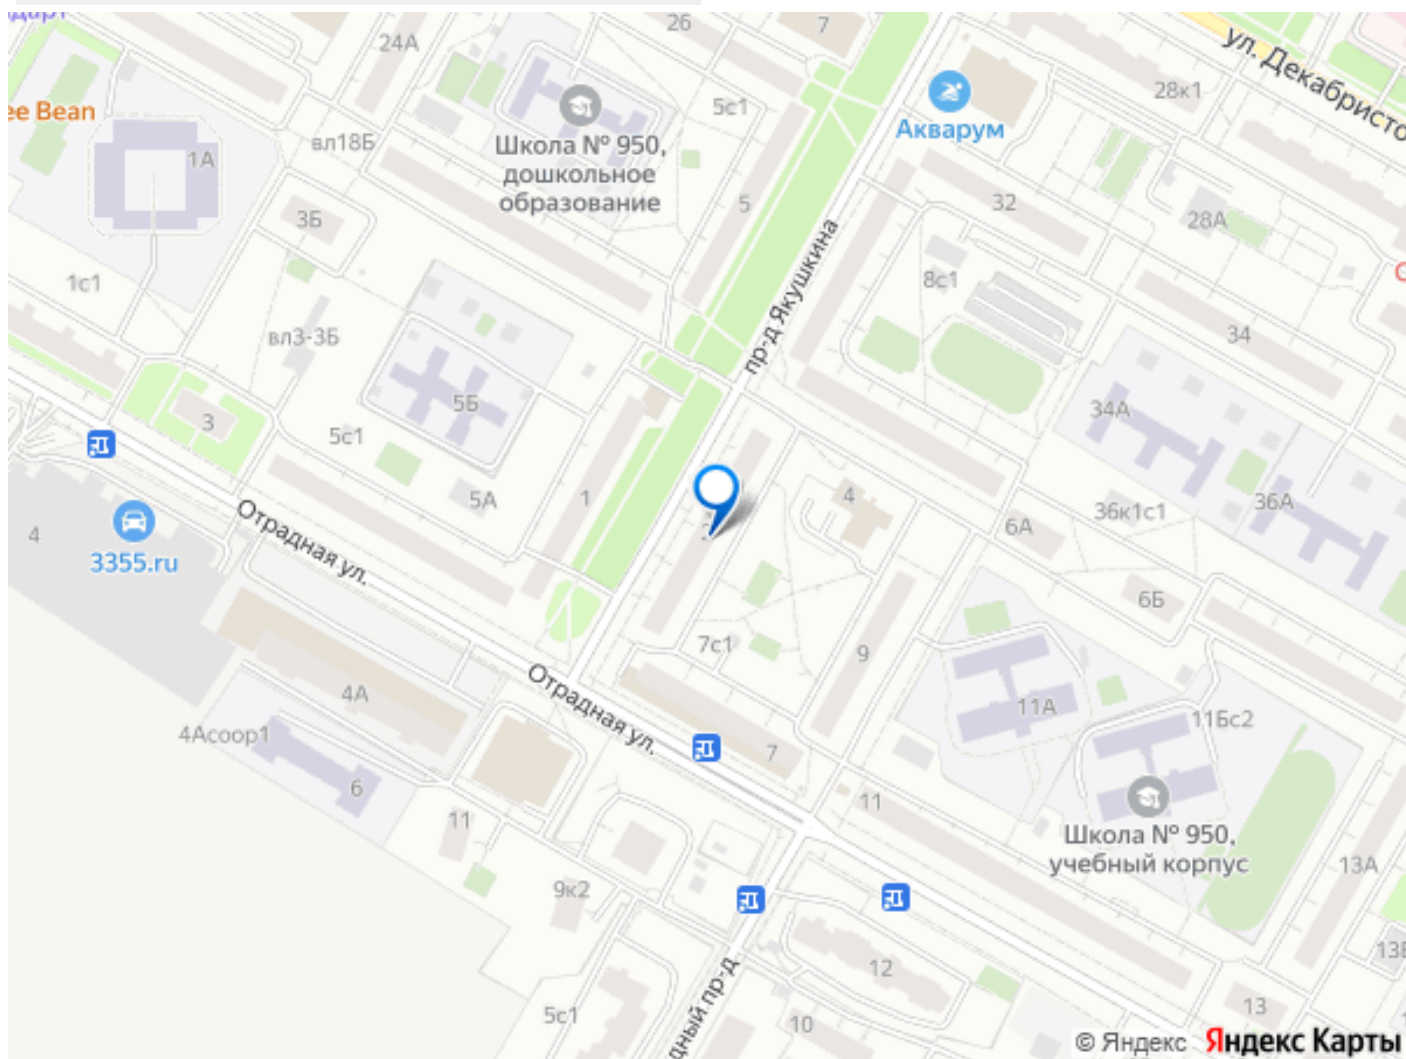 26
7
24А
ул. Декабристо
28к1
ee Bean
5с1
Акварум
вл18Б
Школа № 950,
дошкольное
образование
1А
3Б
5
32
28А
пр-д Якушкина
1с1
8с1
вл3-3Б
34
5Б
34А
3
5с1
1
5А
4
36к1с1
36А
6А
4
Отрадная ул.
3355.ru
6Б
7с1
9
Отрадная ул.
4А
11А
11Бс2
4Асоор1
7
6
11
11
Школа № 950,
учебный корпус
13А
9к2
12
13
5с1
10
дный пр-д
© Яндекс Яндекс Карты